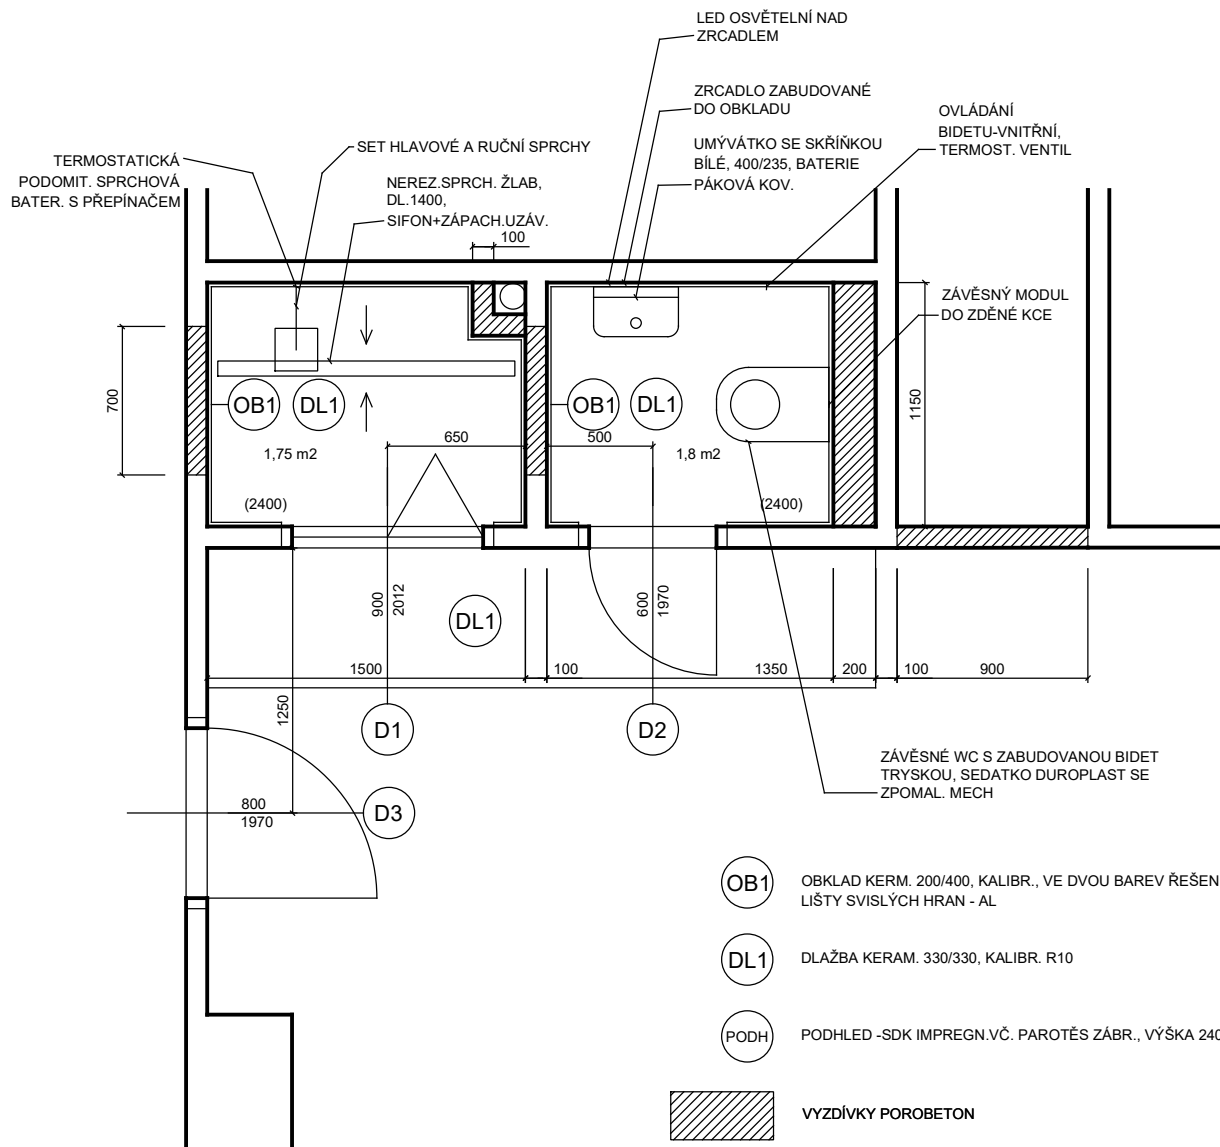 LED OSVĚTELNÍ NAD
ZRCADLEM
ZRCADLO ZABUDOVANÉ
DO OBKLADU
OVLÁDÁNÍ
BIDETU-VNITŘNÍ,
TERMOST. VENTIL
UMÝVÁTKO SE SKŘÍŇKOU
BÍLÉ, 400/235, BATERIE
PÁKOVÁ KOV.
SET HLAVOVÉ A RUČNÍ SPRCHY
TERMOSTATICKÁ
PODOMIT. SPRCHOVÁ
BATER. S PŘEPÍNAČEM
NEREZ.SPRCH. ŽLAB,
DL.1400,
SIFON+ZÁPACH.UZÁV.
100
ZÁVĚSNÝ MODUL
DO ZDĚNÉ KCE
700
OB1
DL1
OB1
DL1
1150
650
500
1,75 m2
1,8 m2
(2400)
(2400)
900
2012
600
1970
DL1
1500
100
1350
200
100
900
1250
D1
D2
ZÁVĚSNÉ WC S ZABUDOVANOU BIDET
TRYSKOU, SEDATKO DUROPLAST SE
ZPOMAL. MECH
800
1970
D3
OB1
OBKLAD KERM. 200/400, KALIBR., VE DVOU BAREV ŘEŠEN
LIŠTY SVISLÝCH HRAN - AL
DL1
DLAŽBA KERAM. 330/330, KALIBR. R10
PODH
PODHLED -SDK IMPREGN.VČ. PAROTĚS ZÁBR., VÝŠKA 240
VYZDÍVKY POROBETON